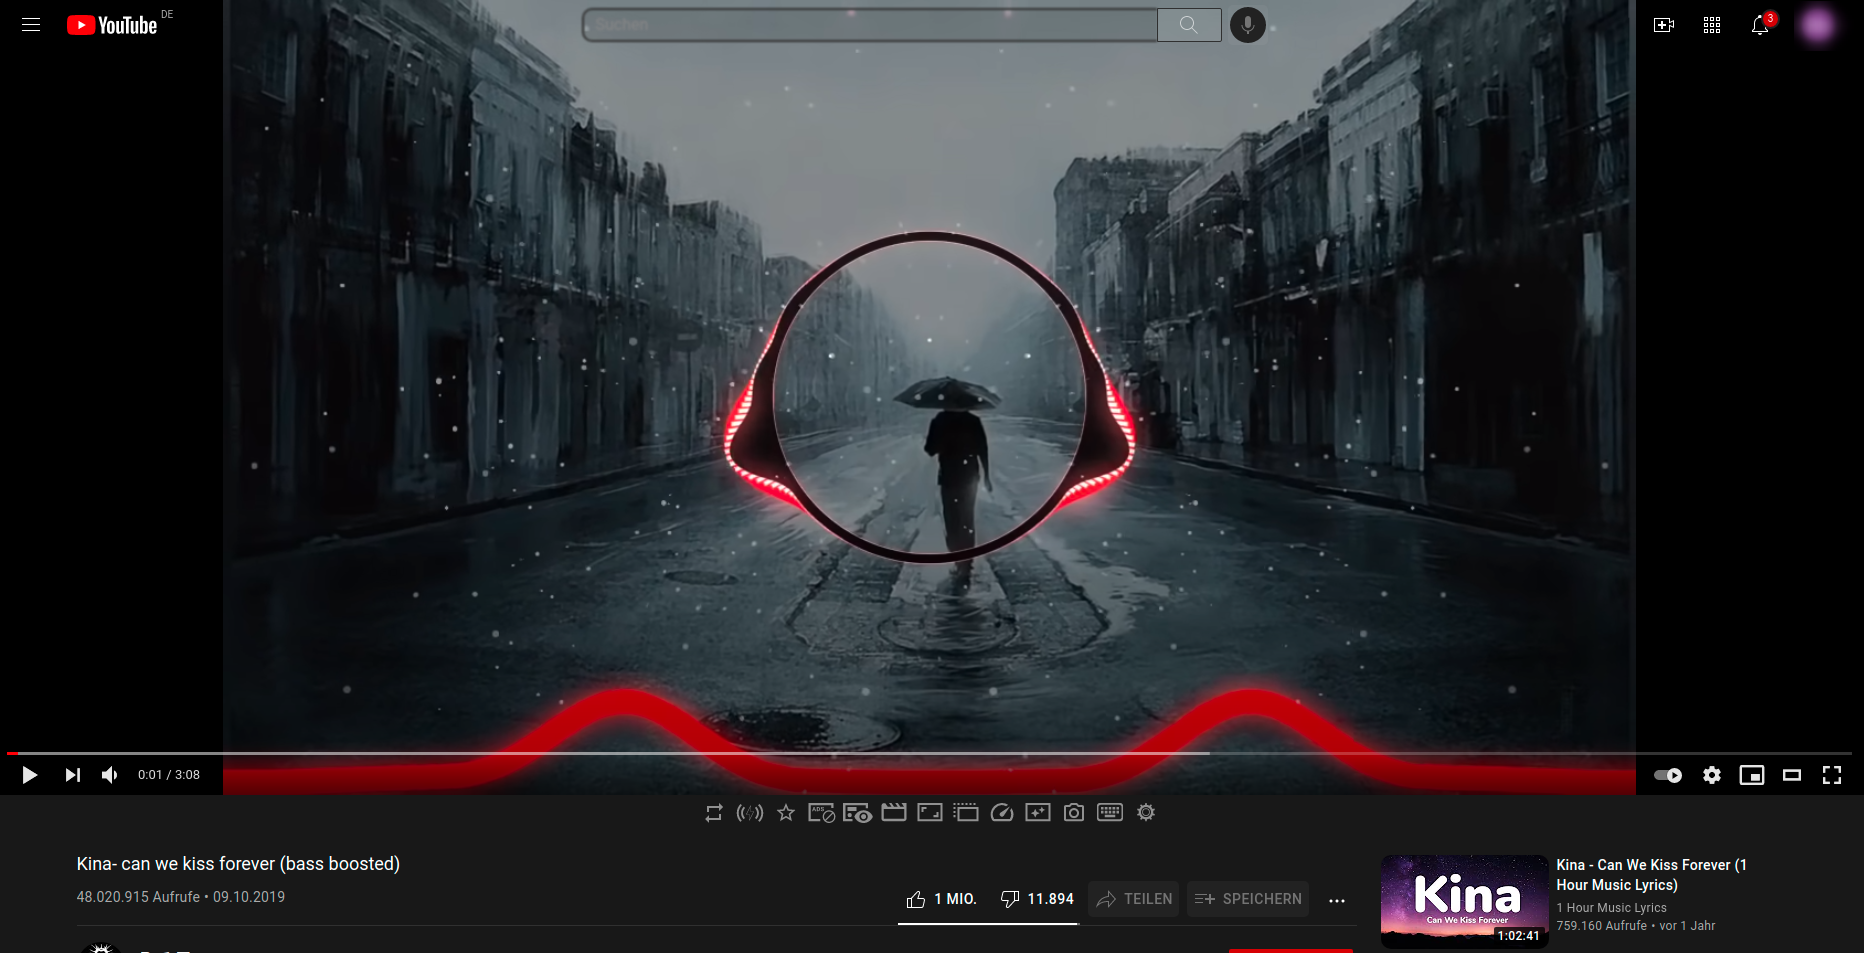 YouTube DE
Suchen
3
0:01 / 3:08
ADS
Kina- can we kiss forever (bass boosted)
48.020.915 Aufrufe • 09.10.2019
1 MIO.
11.894
TEILEN
SPEICHERN
Kina
Can We Kiss Forever
1:02:41
Kina - Can We Kiss Forever (1
Hour Music Lyrics)
1 Hour Music Lyrics
759.160 Aufrufe • vor 1 Jahr